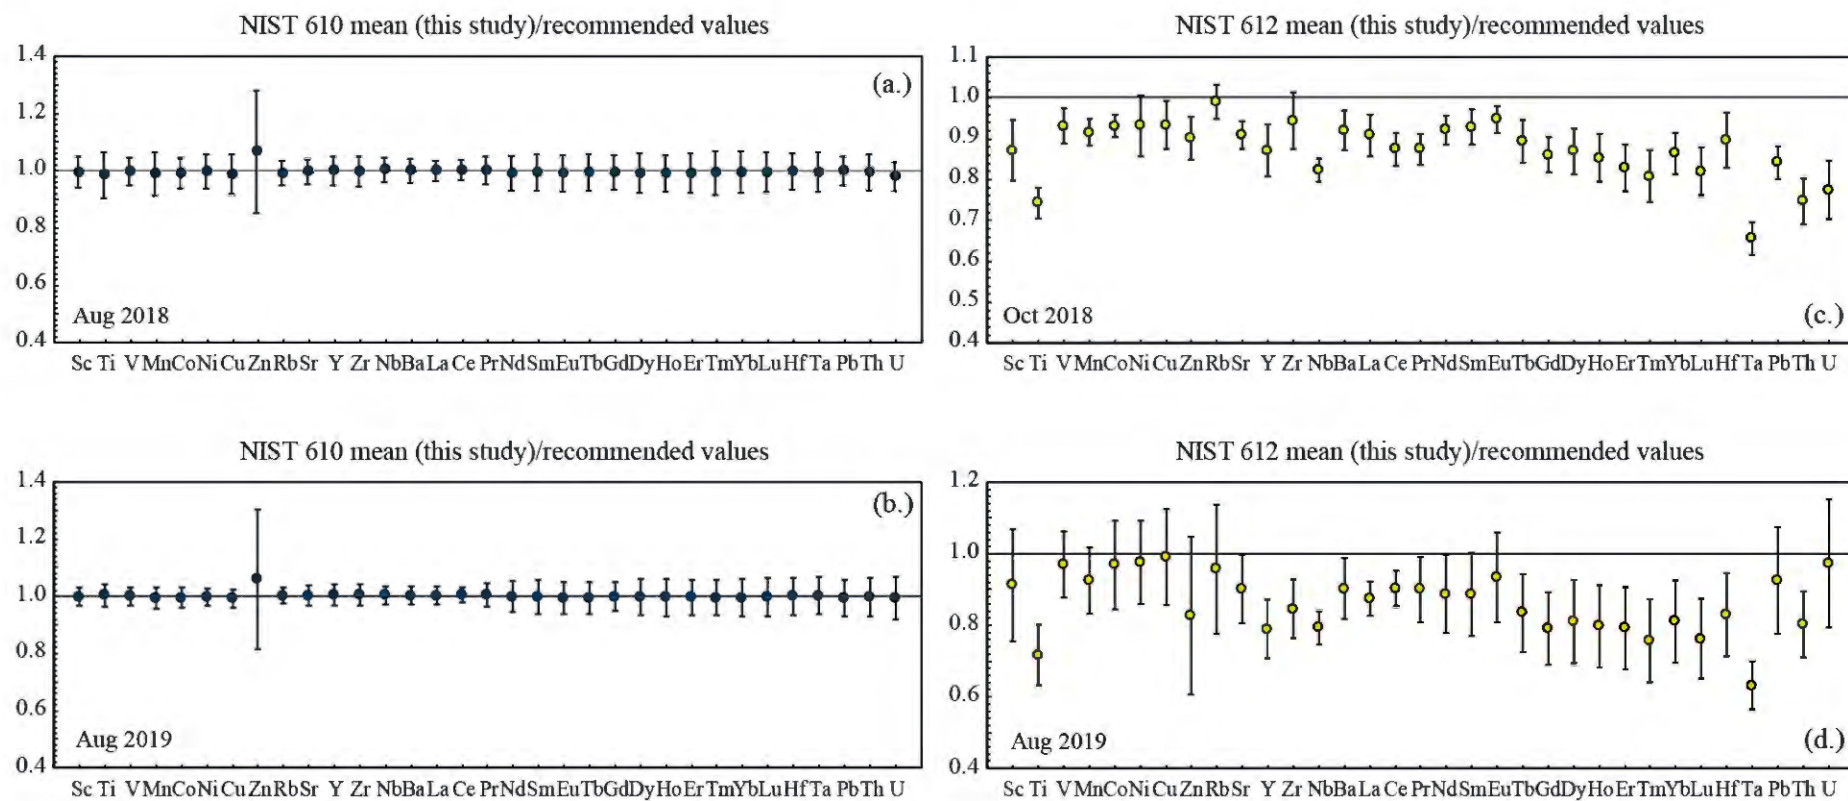 NIST 610 mean (this study)/recommended values
1.4
1.2
1.0
0.8
0.6
0.4
(a.)
Aug 2018
Sc Ti V Mn Co Ni Cu Zn Rb Sr Y Zr Nb Ba La Ce Pr Nd Sm Eu Tb Gd Dy Ho Er Tm Yb Lu Hf Ta Pb Th U
NIST 612 mean (this study)/recommended values
1.1
1.0
0.9
0.8
0.7
0.6
0.5
0.4
Oct 2018
(c.)
Sc Ti V Mn Co Ni Cu Zn Rb Sr Y Zr Nb Ba La Ce Pr Nd Sm Eu Tb Gd Dy Ho Er Tm Yb Lu Hf Ta Pb Th U
NIST 610 mean (this study)/recommended values
1.4
1.2
1.0
0.8
0.6
0.4
(b.)
Aug 2019
Sc Ti V Mn Co Ni Cu Zn Rb Sr Y Zr Nb Ba La Ce Pr Nd Sm Eu Tb Gd Dy Ho Er Tm Yb Lu Hf Ta Pb Th U
NIST 612 mean (this study)/recommended values
1.2
1.0
0.8
0.6
0.4
Aug 2019
(d.)
Sc Ti V Mn Co Ni Cu Zn Rb Sr Y Zr Nb Ba La Ce Pr Nd Sm Eu Tb Gd Dy Ho Er Tm Yb Lu Hf Ta Pb Th U